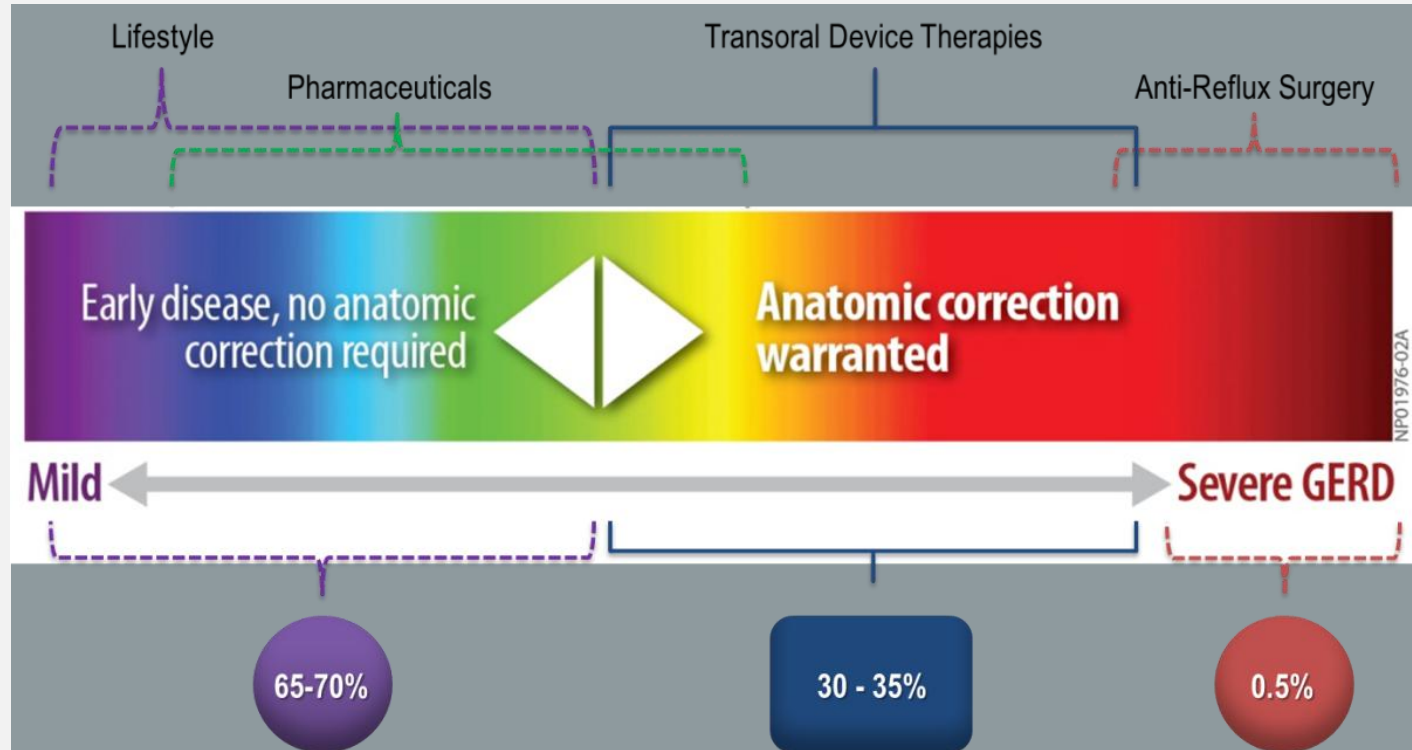 Lifestyle
Transoral Device Therapies
Pharmaceuticals
Anti-Reflux Surgery
Early disease, no anatomic
correction required
Anatomic correction
warranted
NP01976-02A
Mild
Severe GERD
65-70%
30 - 35%
0.5%